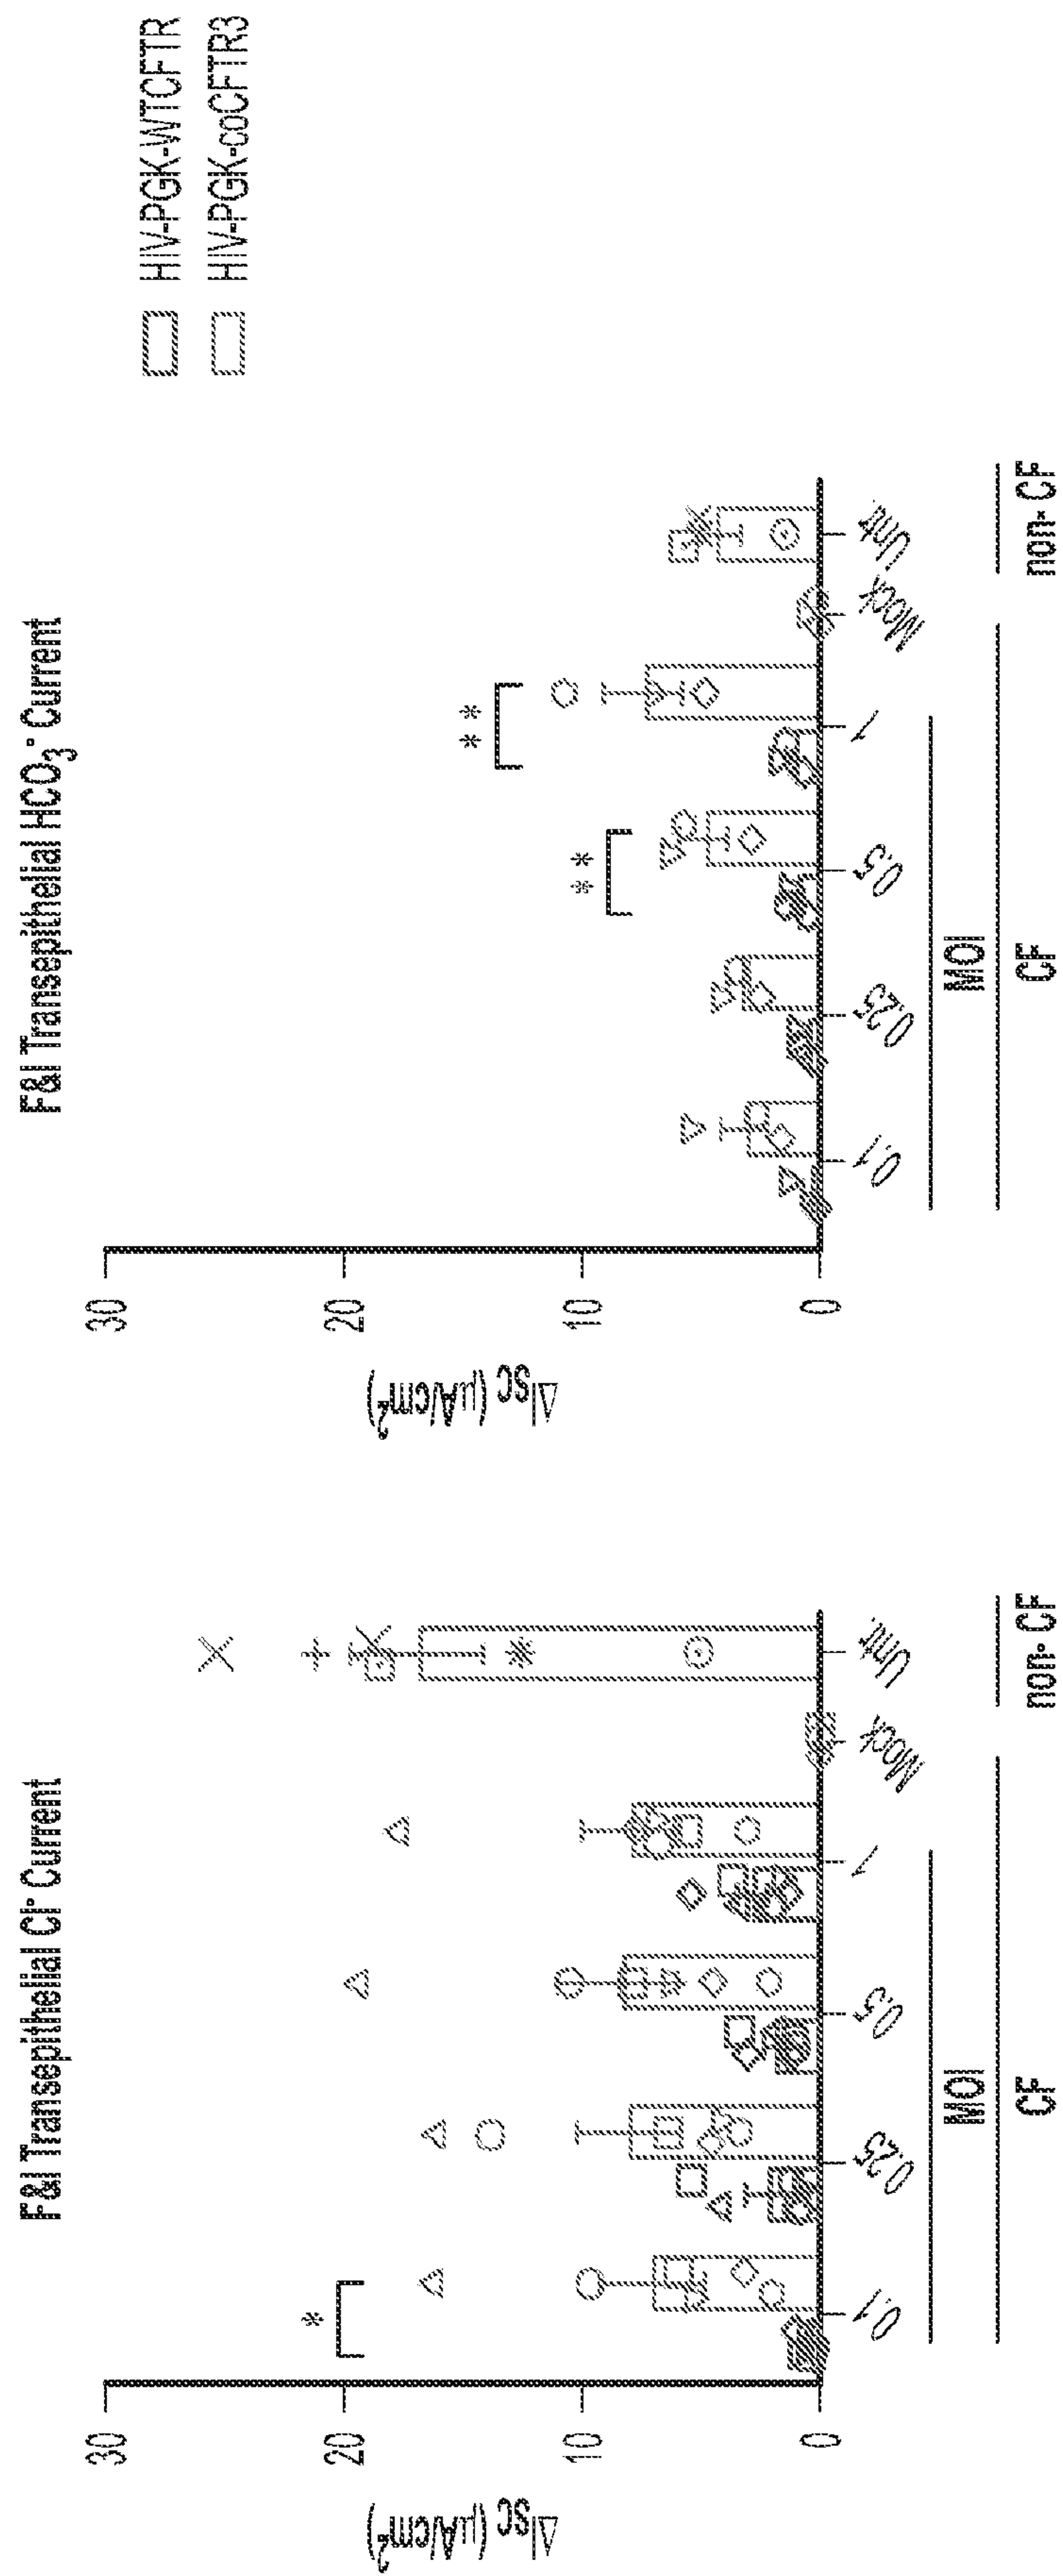 F&I Transepithelial Cl- Current
ΔIsc (μA/cm²)
30
20
10
0
*
0.1
0.25
0.5
1
Mock
Untr.
MOI
CF
non- CF
F&I Transepithelial HCO3- Current
ΔIsc (μA/cm²)
30
20
10
0
**
**
0.1
0.25
0.5
1
Mock
Untr.
MOI
CF
non- CF
HIV-PGK-WTCFTR
HIV-PGK-coCFTR3